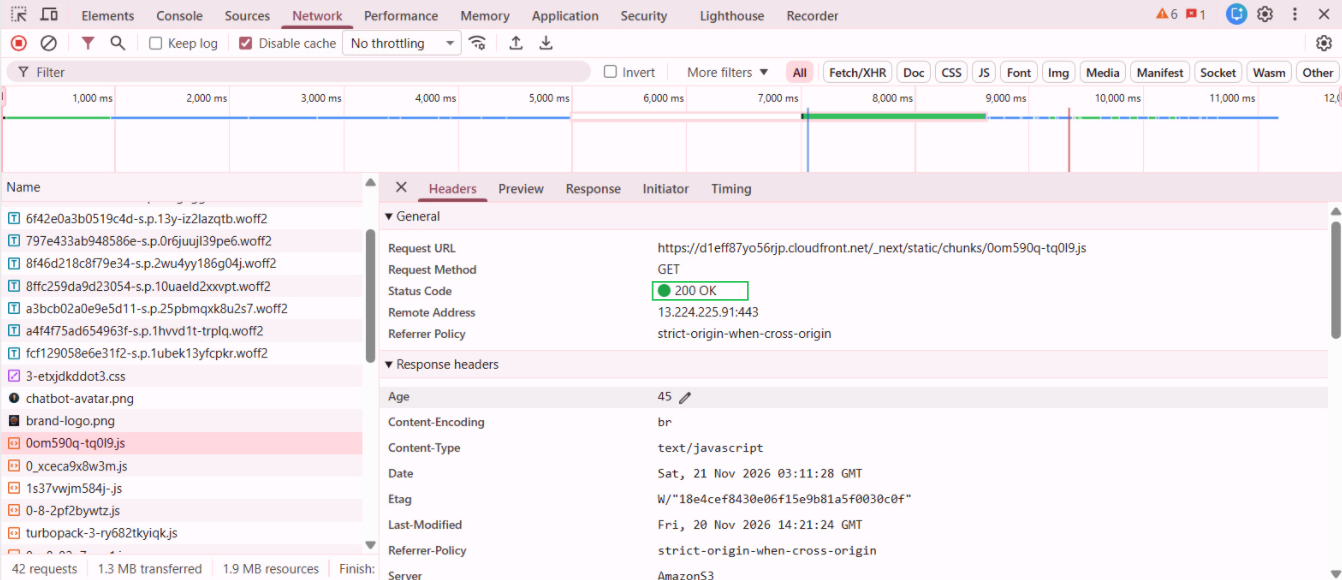 Elements Console Sources Network Performance Memory Application Security Lighthouse Recorder 6 1
Keep log Disable cache No throttling
Filter Invert More filters All Fetch/XHR Doc CSS JS Font Img Media Manifest Socket Wasm Other
1,000 ms 2,000 ms 3,000 ms 4,000 ms 5,000 ms 6,000 ms 7,000 ms 8,000 ms 9,000 ms 10,000 ms 11,000 ms
Name
6f42e0a3b0519c4d-s.p.13y-iz2lazqtb.woff2
797e433ab948586e-s.p.0r6juujl39pe6.woff2
8f46d218c8f79e34-s.p.2wu4yy186g04j.woff2
8ffc259da9d23054-s.p.10uaeld2xxvpt.woff2
a3bcb02a0e9e5d11-s.p.25pbmqxk8u2s7.woff2
a4f4f75ad654963f-s.p.1hvvd1t-trplq.woff2
fcf129058e6e31f2-s.p.1ubek13yfcpkr.woff2
3-etxjdkddot3.css
chatbot-avatar.png
brand-logo.png
0om590q-tq0l9.js
0_xceca9x8w3m.js
1s37vwjm584j-.js
0-8-2pf2bywtz.js
turbopack-3-ry682tkyiqk.js
42 requests 1.3 MB transferred 1.9 MB resources Finish:
Headers Preview Response Initiator Timing
General
Request URL https://d1eff87yo56rjp.cloudfront.net/_next/static/chunks/0om590q-tq0l9.js
Request Method GET
Status Code 200 OK
Remote Address 13.224.225.91:443
Referrer Policy strict-origin-when-cross-origin
Response headers
Age 45
Content-Encoding br
Content-Type text/javascript
Date Sat, 21 Nov 2026 03:11:28 GMT
Etag W/"18e4cef8430e06f15e9b81a5f0030c0f"
Last-Modified Fri, 20 Nov 2026 14:21:24 GMT
Referrer-Policy strict-origin-when-cross-origin
Server AmazonS3